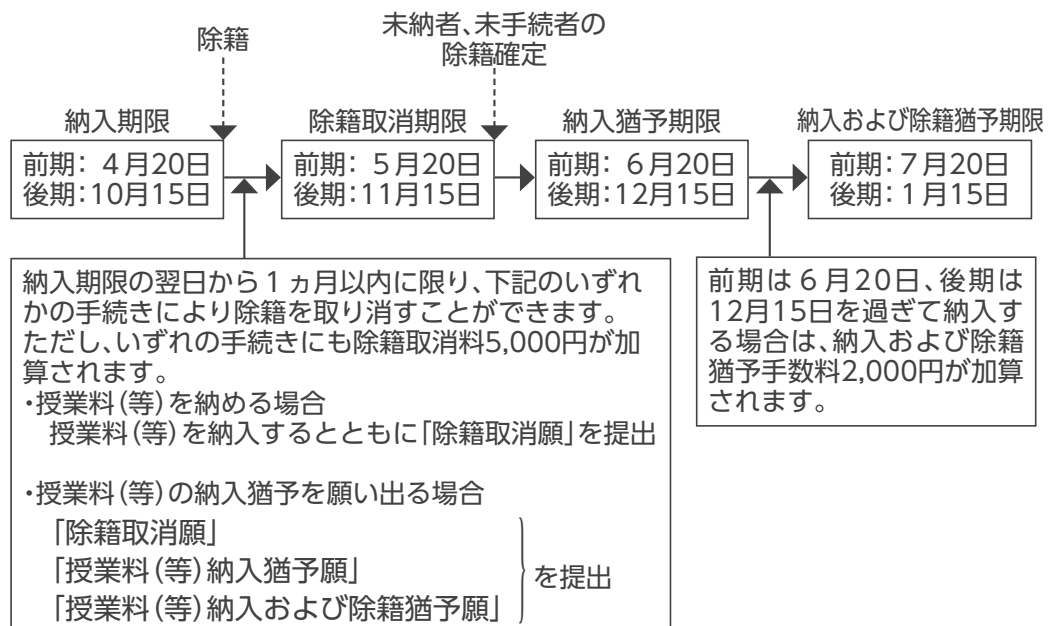 除籍
未納者、未手続者の
除籍確定
納入期限
前期： 4月20日
後期：10月15日
除籍取消期限
前期： 5月20日
後期：11月15日
納入猶予期限
前期： 6月20日
後期：12月15日
納入および除籍猶予期限
前期：7月20日
後期：1月15日
納入期限の翌日から1ヵ月以内に限り、下記のいずれ
かの手続きにより除籍を取り消すことができます。
ただし、いずれの手続きにも除籍取消料5,000円が加
算されます。
・授業料（等）を納める場合
授業料（等）を納入するとともに「除籍取消願」を提出
・授業料（等）の納入猶予を願い出る場合
「除籍取消願」
「授業料（等）納入猶予願」
「授業料（等）納入および除籍猶予願」
を提出
前期は6月20日、後期は
12月15日を過ぎて納入す
る場合は、納入および除籍
猶予手数料2,000円が加算
されます。